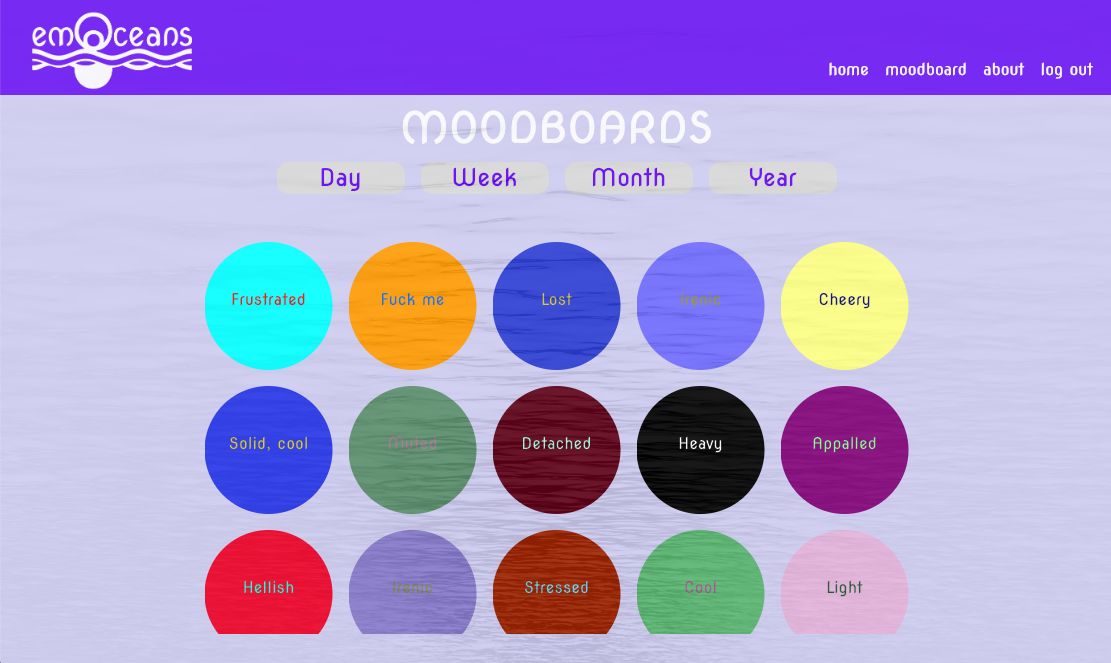 emOceans
home moodboard about log out
MOODBOARDS
Day Week Month Year
Frustrated Fuck me Lost Ironic Cheery
Solid, cool Muted Detached Heavy Appalled
Hellish Ironic Stressed Cool Light